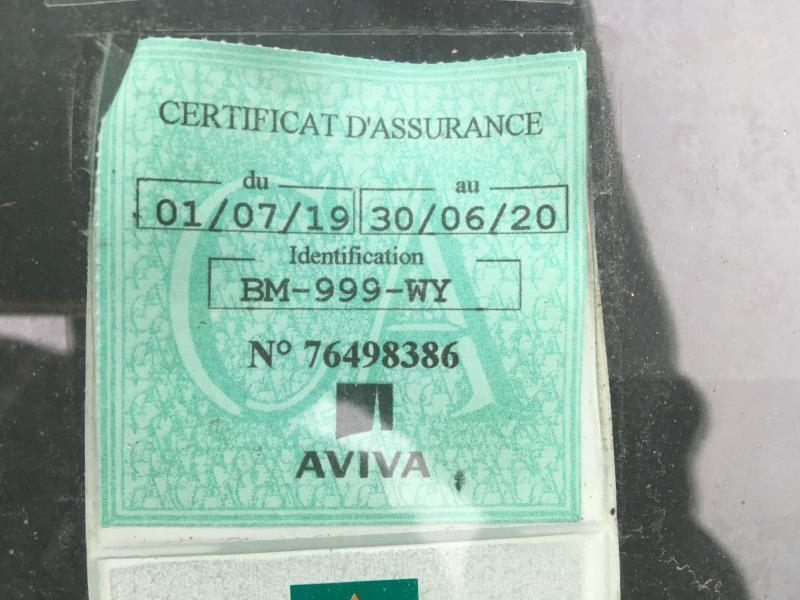 CERTIFICAT D'ASSURANCE
du au
01/07/19 30/06/20
Identification
BM-999-WY
N° 76498386
AVIVA